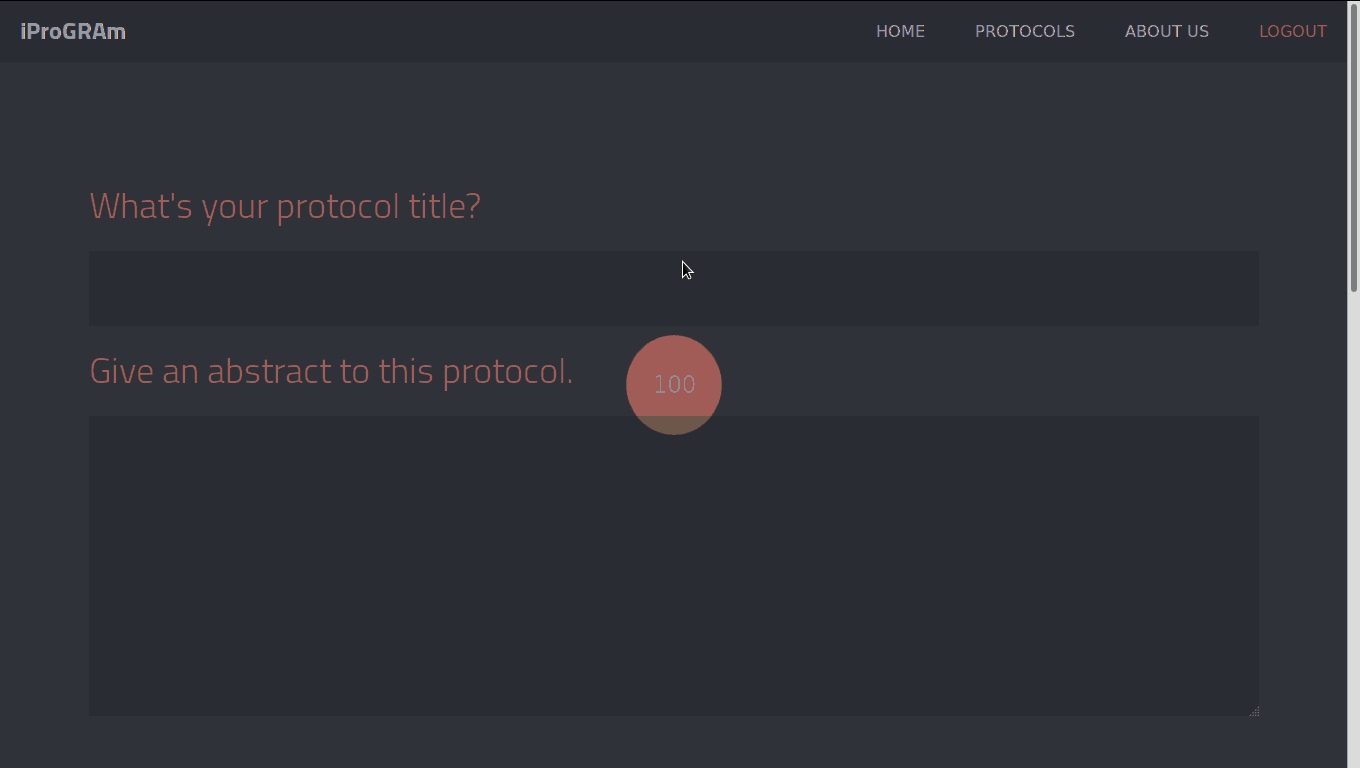 iProGRAm
HOME PROTOCOLS ABOUT US LOGOUT
What's your protocol title?
Give an abstract to this protocol.
100